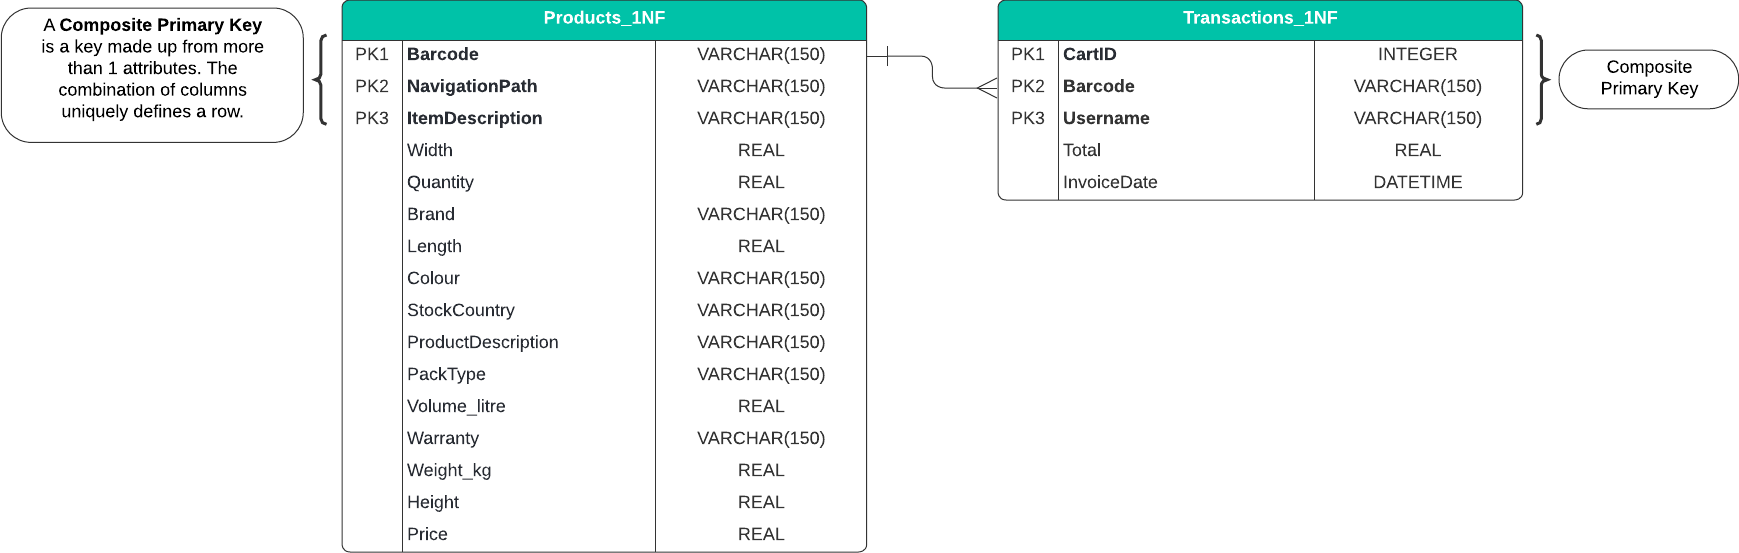 A Composite Primary Key
is a key made up from more
than 1 attributes. The
combination of columns
uniquely defines a row.
Products_1NF
PK1 Barcode VARCHAR(150)
PK2 NavigationPath VARCHAR(150)
PK3 ItemDescription VARCHAR(150)
Width REAL
Quantity REAL
Brand VARCHAR(150)
Length REAL
Colour VARCHAR(150)
StockCountry VARCHAR(150)
ProductDescription VARCHAR(150)
PackType VARCHAR(150)
Volume_litre REAL
Warranty VARCHAR(150)
Weight_kg REAL
Height REAL
Price REAL
Transactions_1NF
PK1 CartID INTEGER
PK2 Barcode VARCHAR(150)
PK3 Username VARCHAR(150)
Total REAL
InvoiceDate DATETIME
Composite
Primary Key